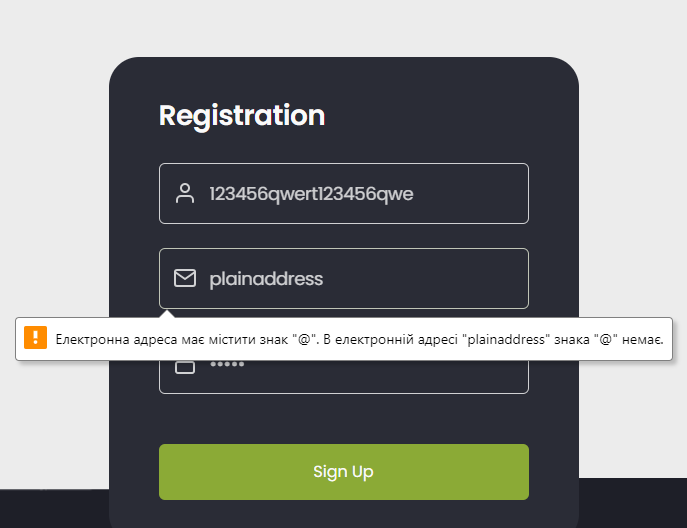 Registration
123456qwert123456qwe
plainaddress
Електронна адреса має містити знак "@". В електронній адресі "plainaddress" знака "@" немає.
•••••
Sign Up